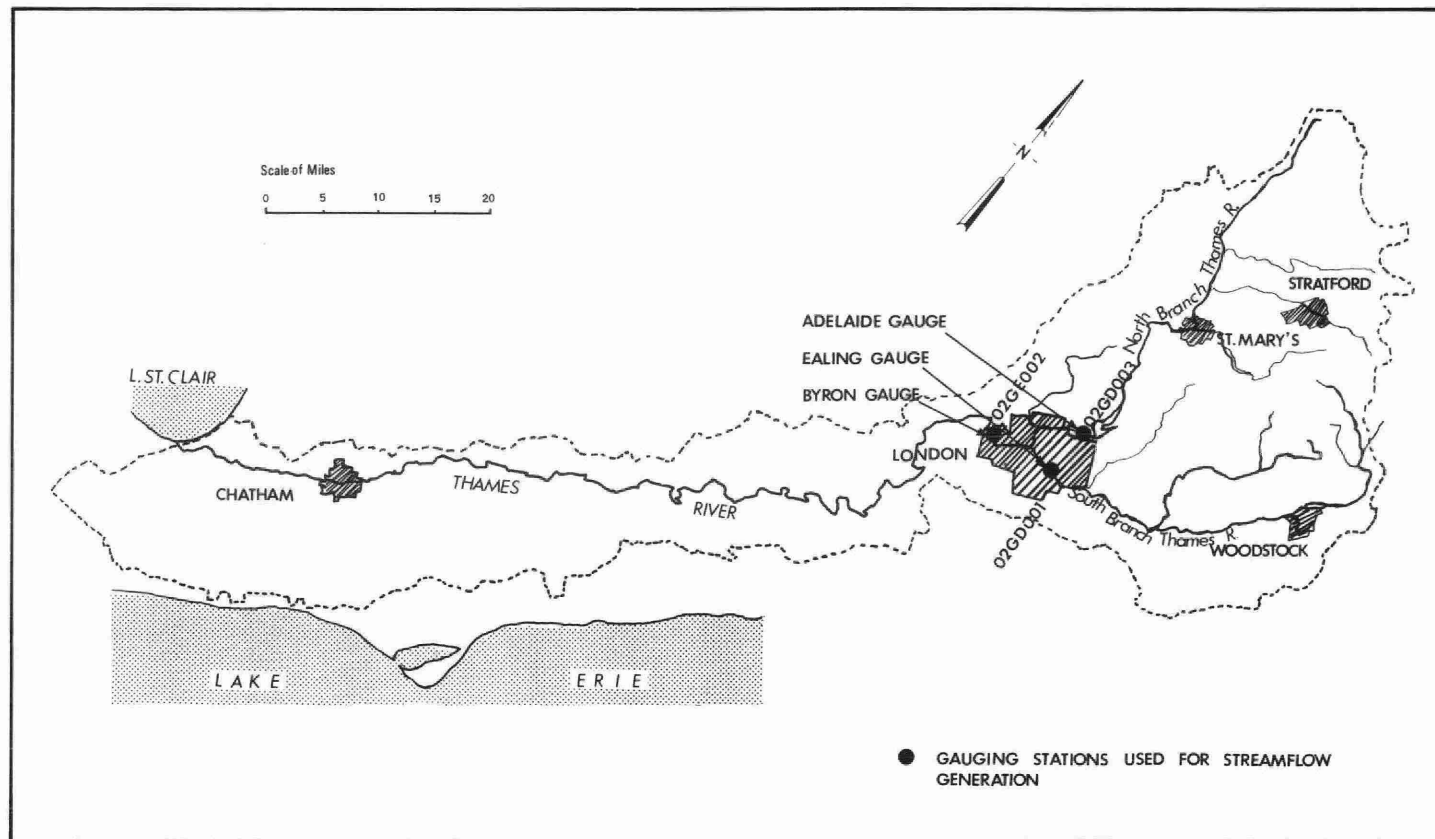 Scale of Miles
0 5 10 15 20
N
North Branch Thames R.
STRATFORD
ST. MARY'S
ADELAIDE GAUGE
EALING GAUGE
BYRON GAUGE
02GE002
02GD003
L. ST. CLAIR
LONDON
CHATHAM
THAMES
RIVER
02GD001
South Branch Thames R.
WOODSTOCK
LAKE ERIE
GAUGING STATIONS USED FOR STREAMFLOW
GENERATION